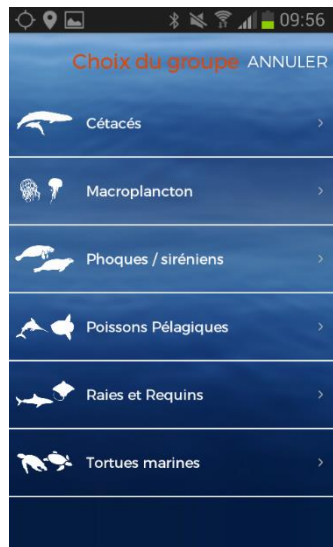 09:56
Choix du groupe ANNULER
Cétacés
Macroplancton
Phoques / siréniens
Poissons Pélagiques
Raies et Requins
Tortues marines